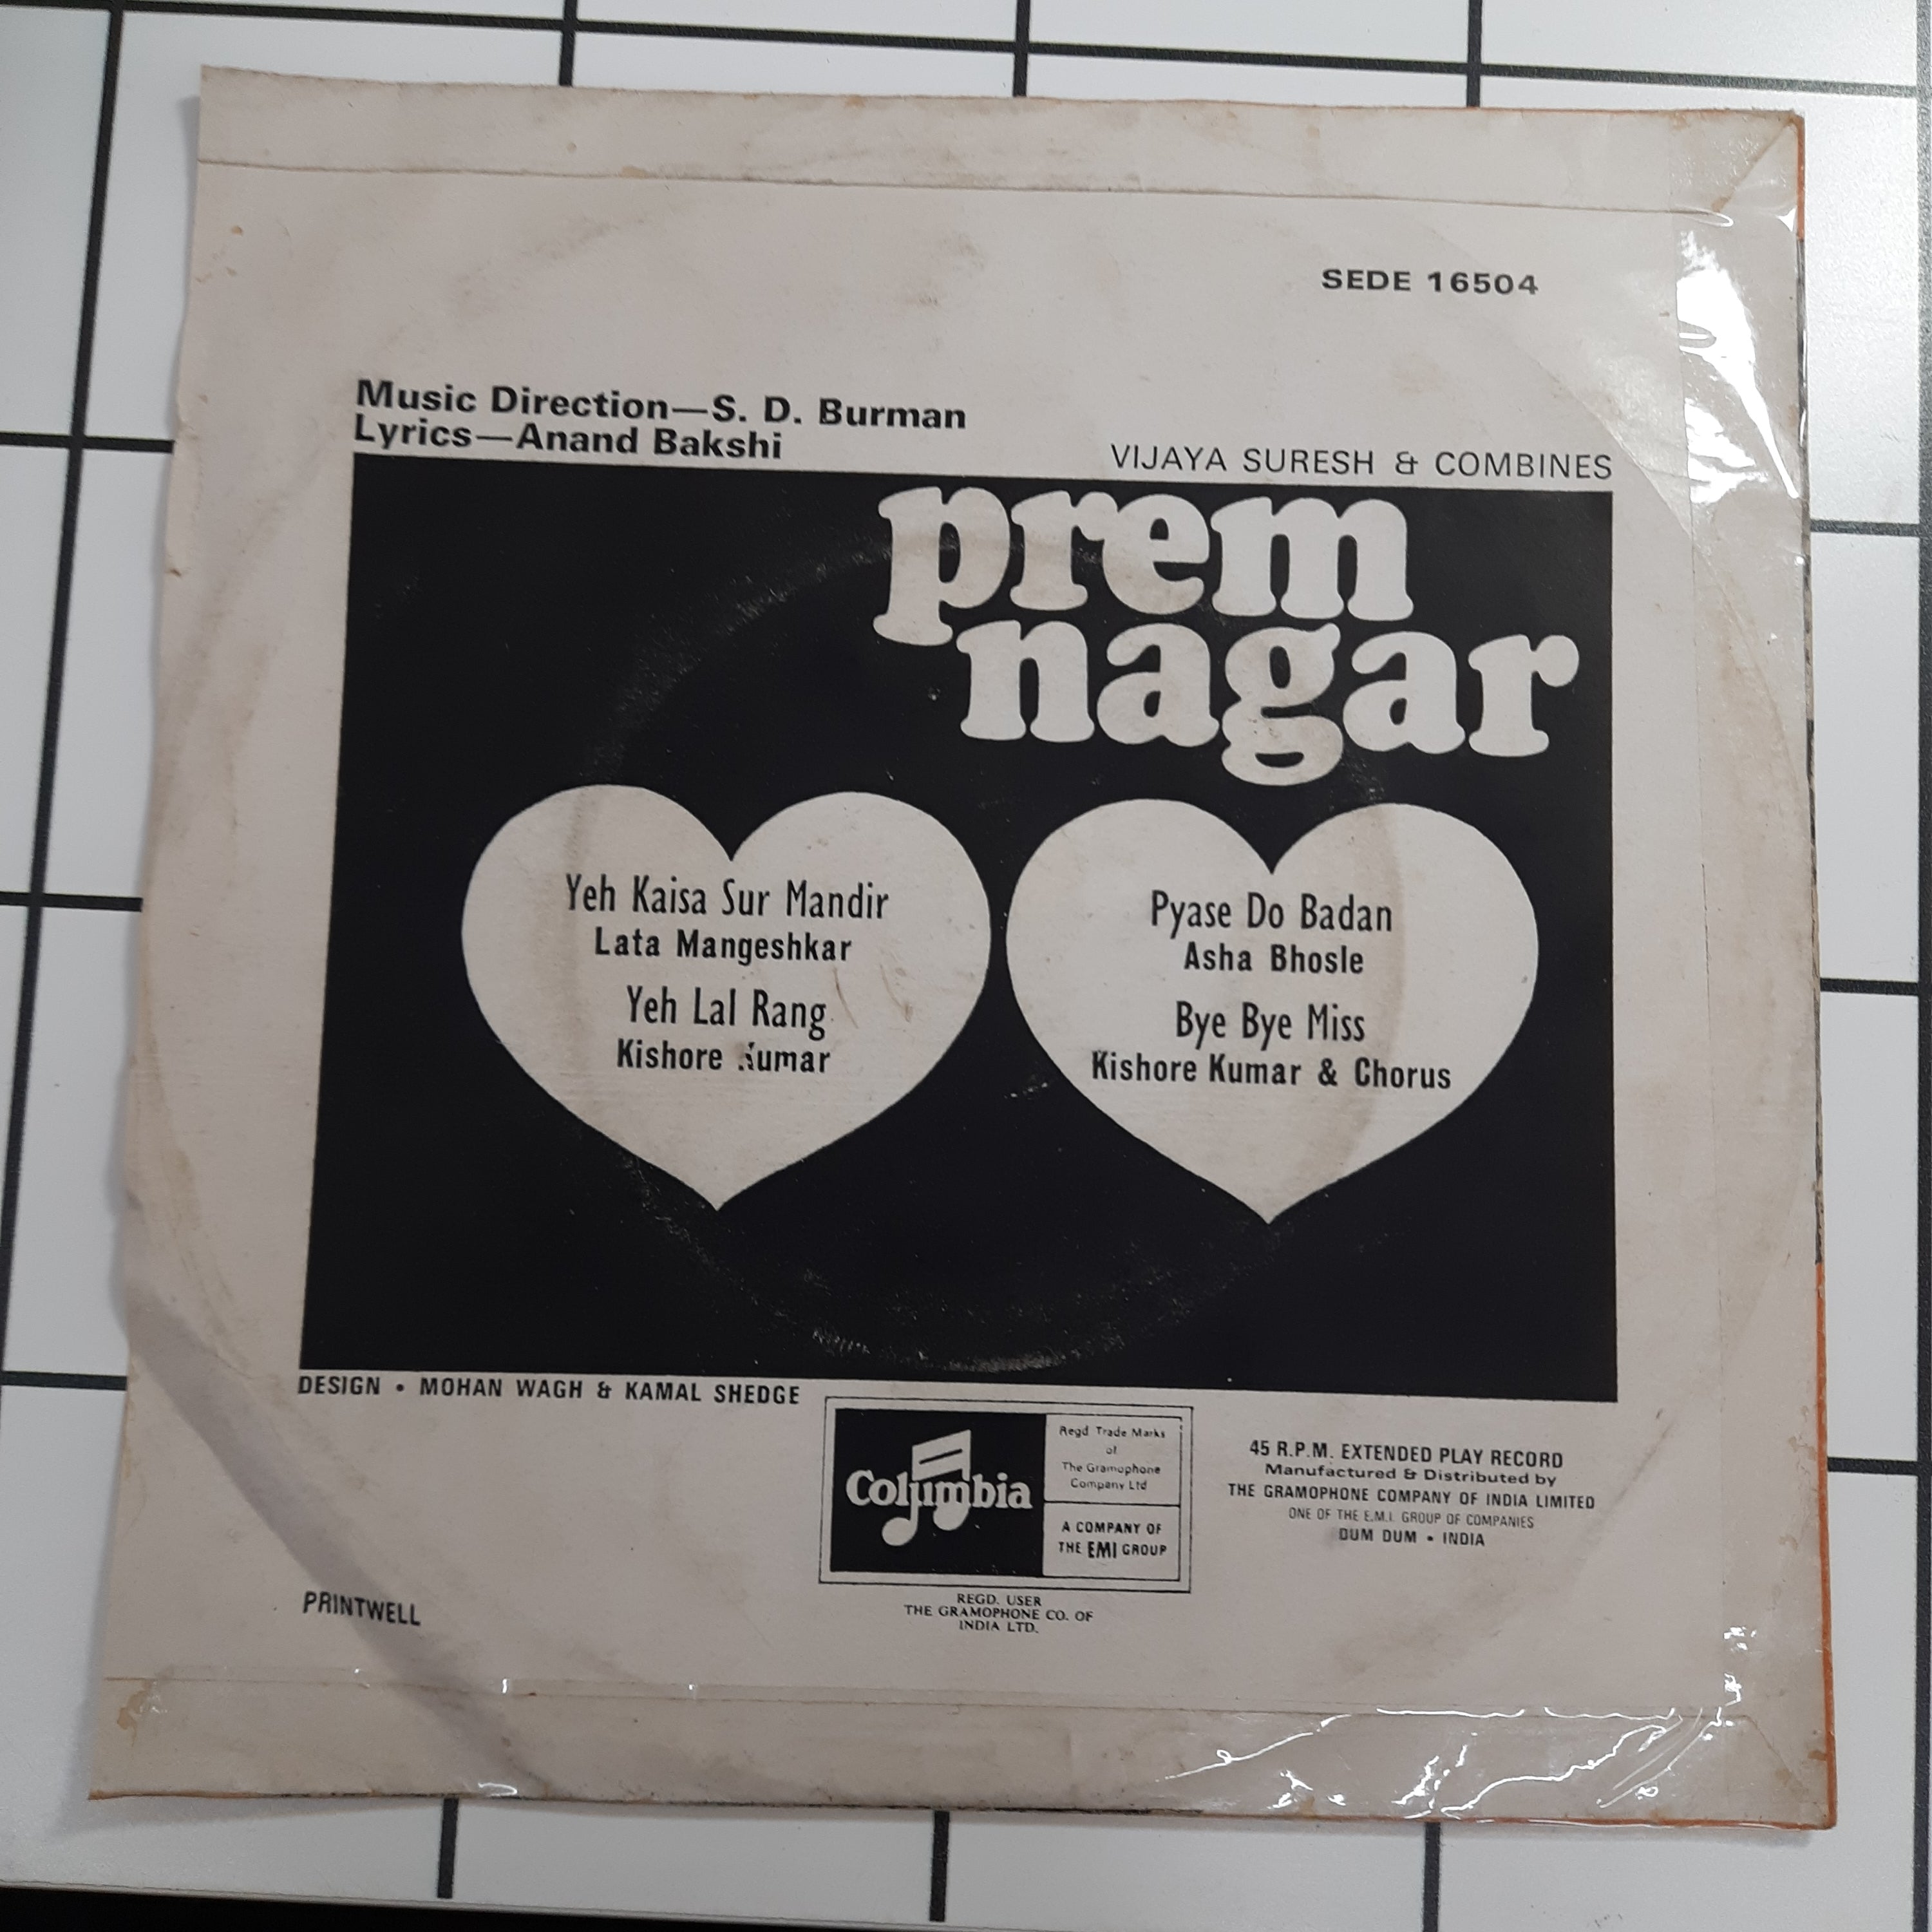 SEDE 16504
Music Direction—S. D. Burman
Lyrics—Anand Bakshi
VIJAYA SURESH & COMBINES
prem
nagar
Yeh Kaisa Sur Mandir
Lata Mangeshkar
Yeh Lal Rang
Kishore Kumar
Pyase Do Badan
Asha Bhosle
Bye Bye Miss
Kishore Kumar & Chorus
DESIGN • MOHAN WAGH & KAMAL SHEDGE
Columbia
Regd Trade Marks
of
The Gramophone
Company Ltd
A COMPANY OF
THE EMI GROUP
REGD. USER
THE GRAMOPHONE CO. OF
INDIA LTD.
45 R.P.M. EXTENDED PLAY RECORD
Manufactured & Distributed by
THE GRAMOPHONE COMPANY OF INDIA LIMITED
ONE OF THE E.M.I. GROUP OF COMPANIES
DUM DUM • INDIA
PRINTWELL